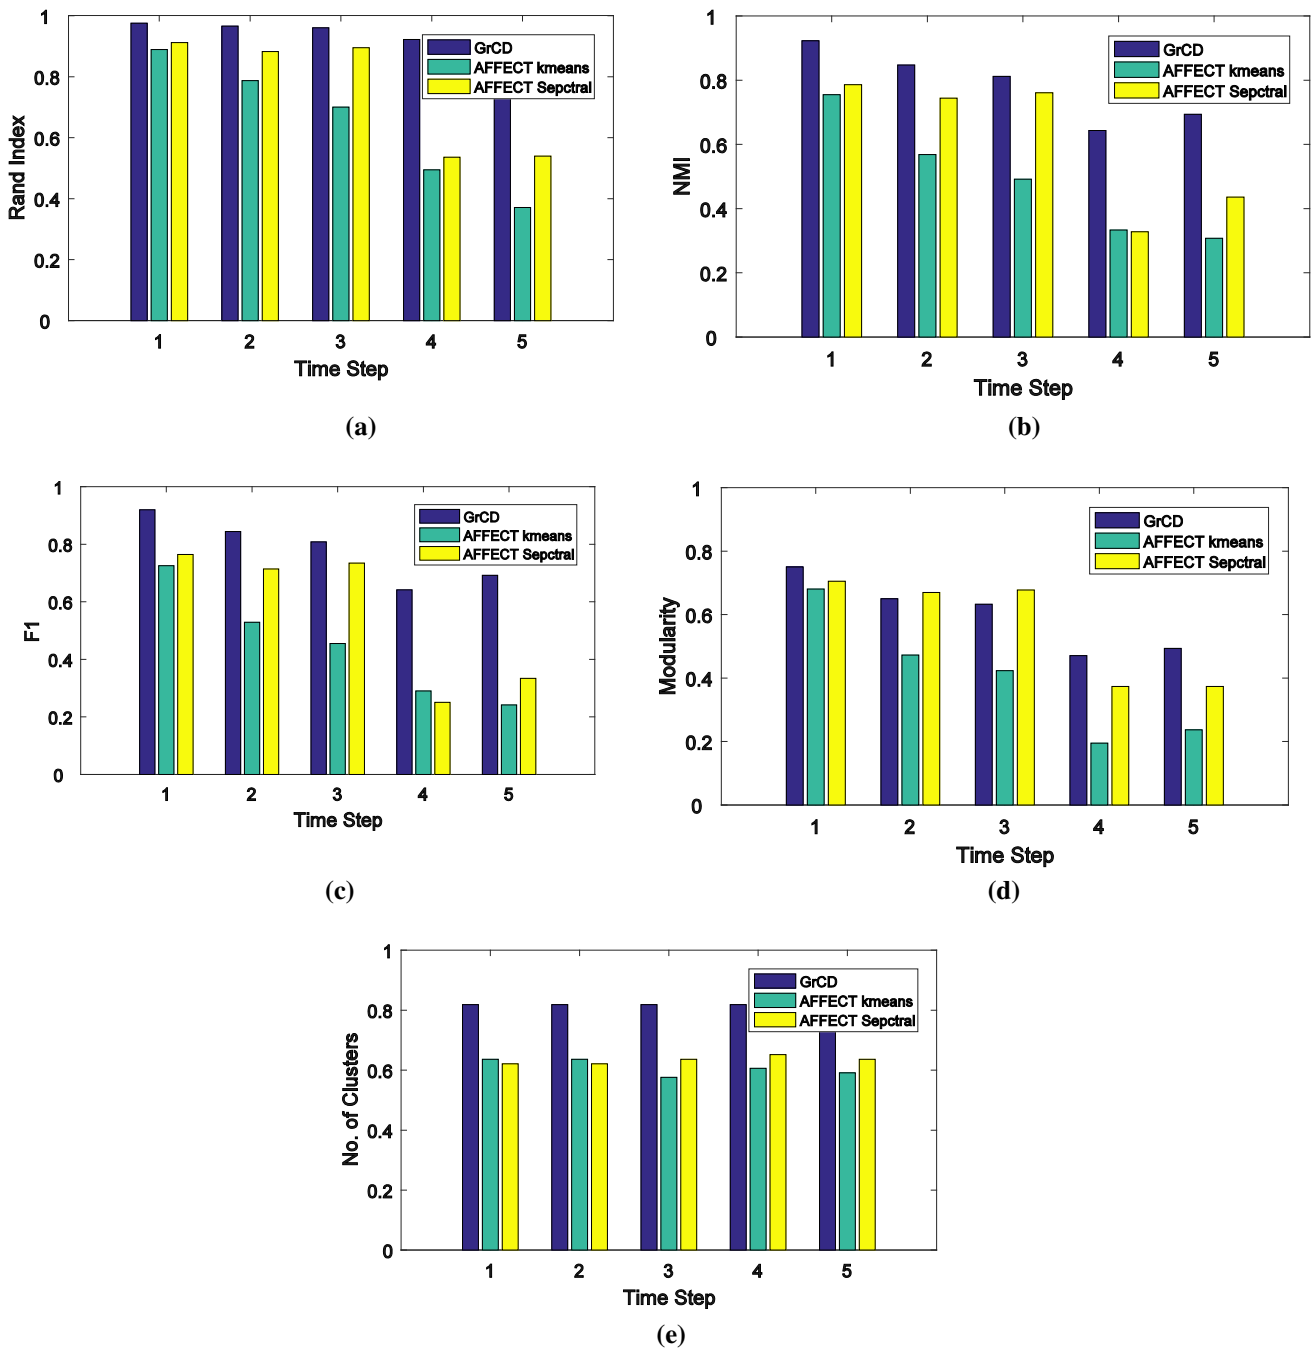 1
0.8
0.6
0.4
0.2
0
Rand Index
GrCD
AFFECT kmeans
AFFECT Sepctral
1 2 3 4 5
Time Step
(a)
1
0.8
0.6
0.4
0.2
0
NMI
GrCD
AFFECT kmeans
AFFECT Sepctral
1 2 3 4 5
Time Step
(b)
1
0.8
0.6
0.4
0.2
0
F1
GrCD
AFFECT kmeans
AFFECT Sepctral
1 2 3 4 5
Time Step
(c)
1
0.8
0.6
0.4
0.2
0
Modularity
GrCD
AFFECT kmeans
AFFECT Sepctral
1 2 3 4 5
Time Step
(d)
1
0.8
0.6
0.4
0.2
0
No. of Clusters
GrCD
AFFECT kmeans
AFFECT Sepctral
1 2 3 4 5
Time Step
(e)